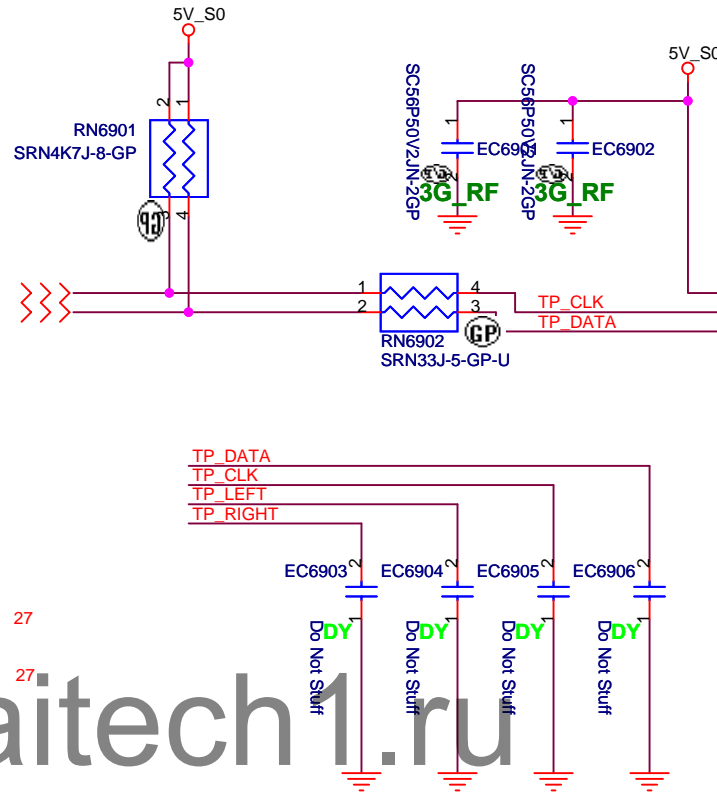 5V_S0
5V_S0
2
1
RN6901
SRN4K7J-8-GP
3
4
GP
SC56P50V2JN-2GP
1
EC6901
2
3G_RF
SC56P50V2JN-2GP
1
EC6902
2
3G_RF
1
2
4
3
TP_CLK
TP_DATA
GP
RN6902
SRN33J-5-GP-U
TP_DATA
TP_CLK
TP_LEFT
TP_RIGHT
EC6903
2
EC6904
2
EC6905
2
EC6906
2
1
DY
Do Not Stuff
1
DY
Do Not Stuff
1
DY
Do Not Stuff
1
DY
Do Not Stuff
27
27
aitech1.ru